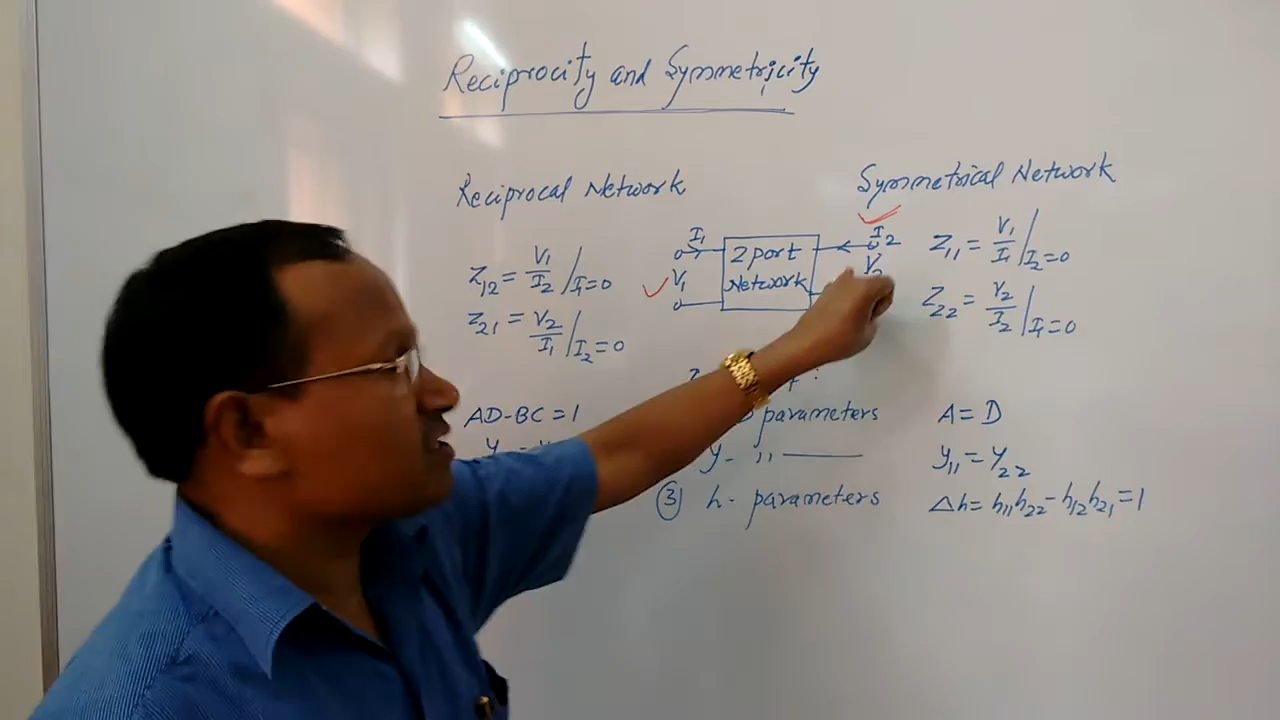 Reciprocity and Symmetricity
Reciprocal Network
Symmetrical Network
Z12 = V1/I2 /I1=0
Z21 = V2/I1 /I2=0
I1
V1
2 port
Network
I2
V2
Z11 = V1/I1 /I2=0
Z22 = V2/I2 /I1=0
AD-BC = 1
parameters
A = D
y- ,,
y11 = y22
③ h- parameters
Δh = h11h22 - h12h21 = 1